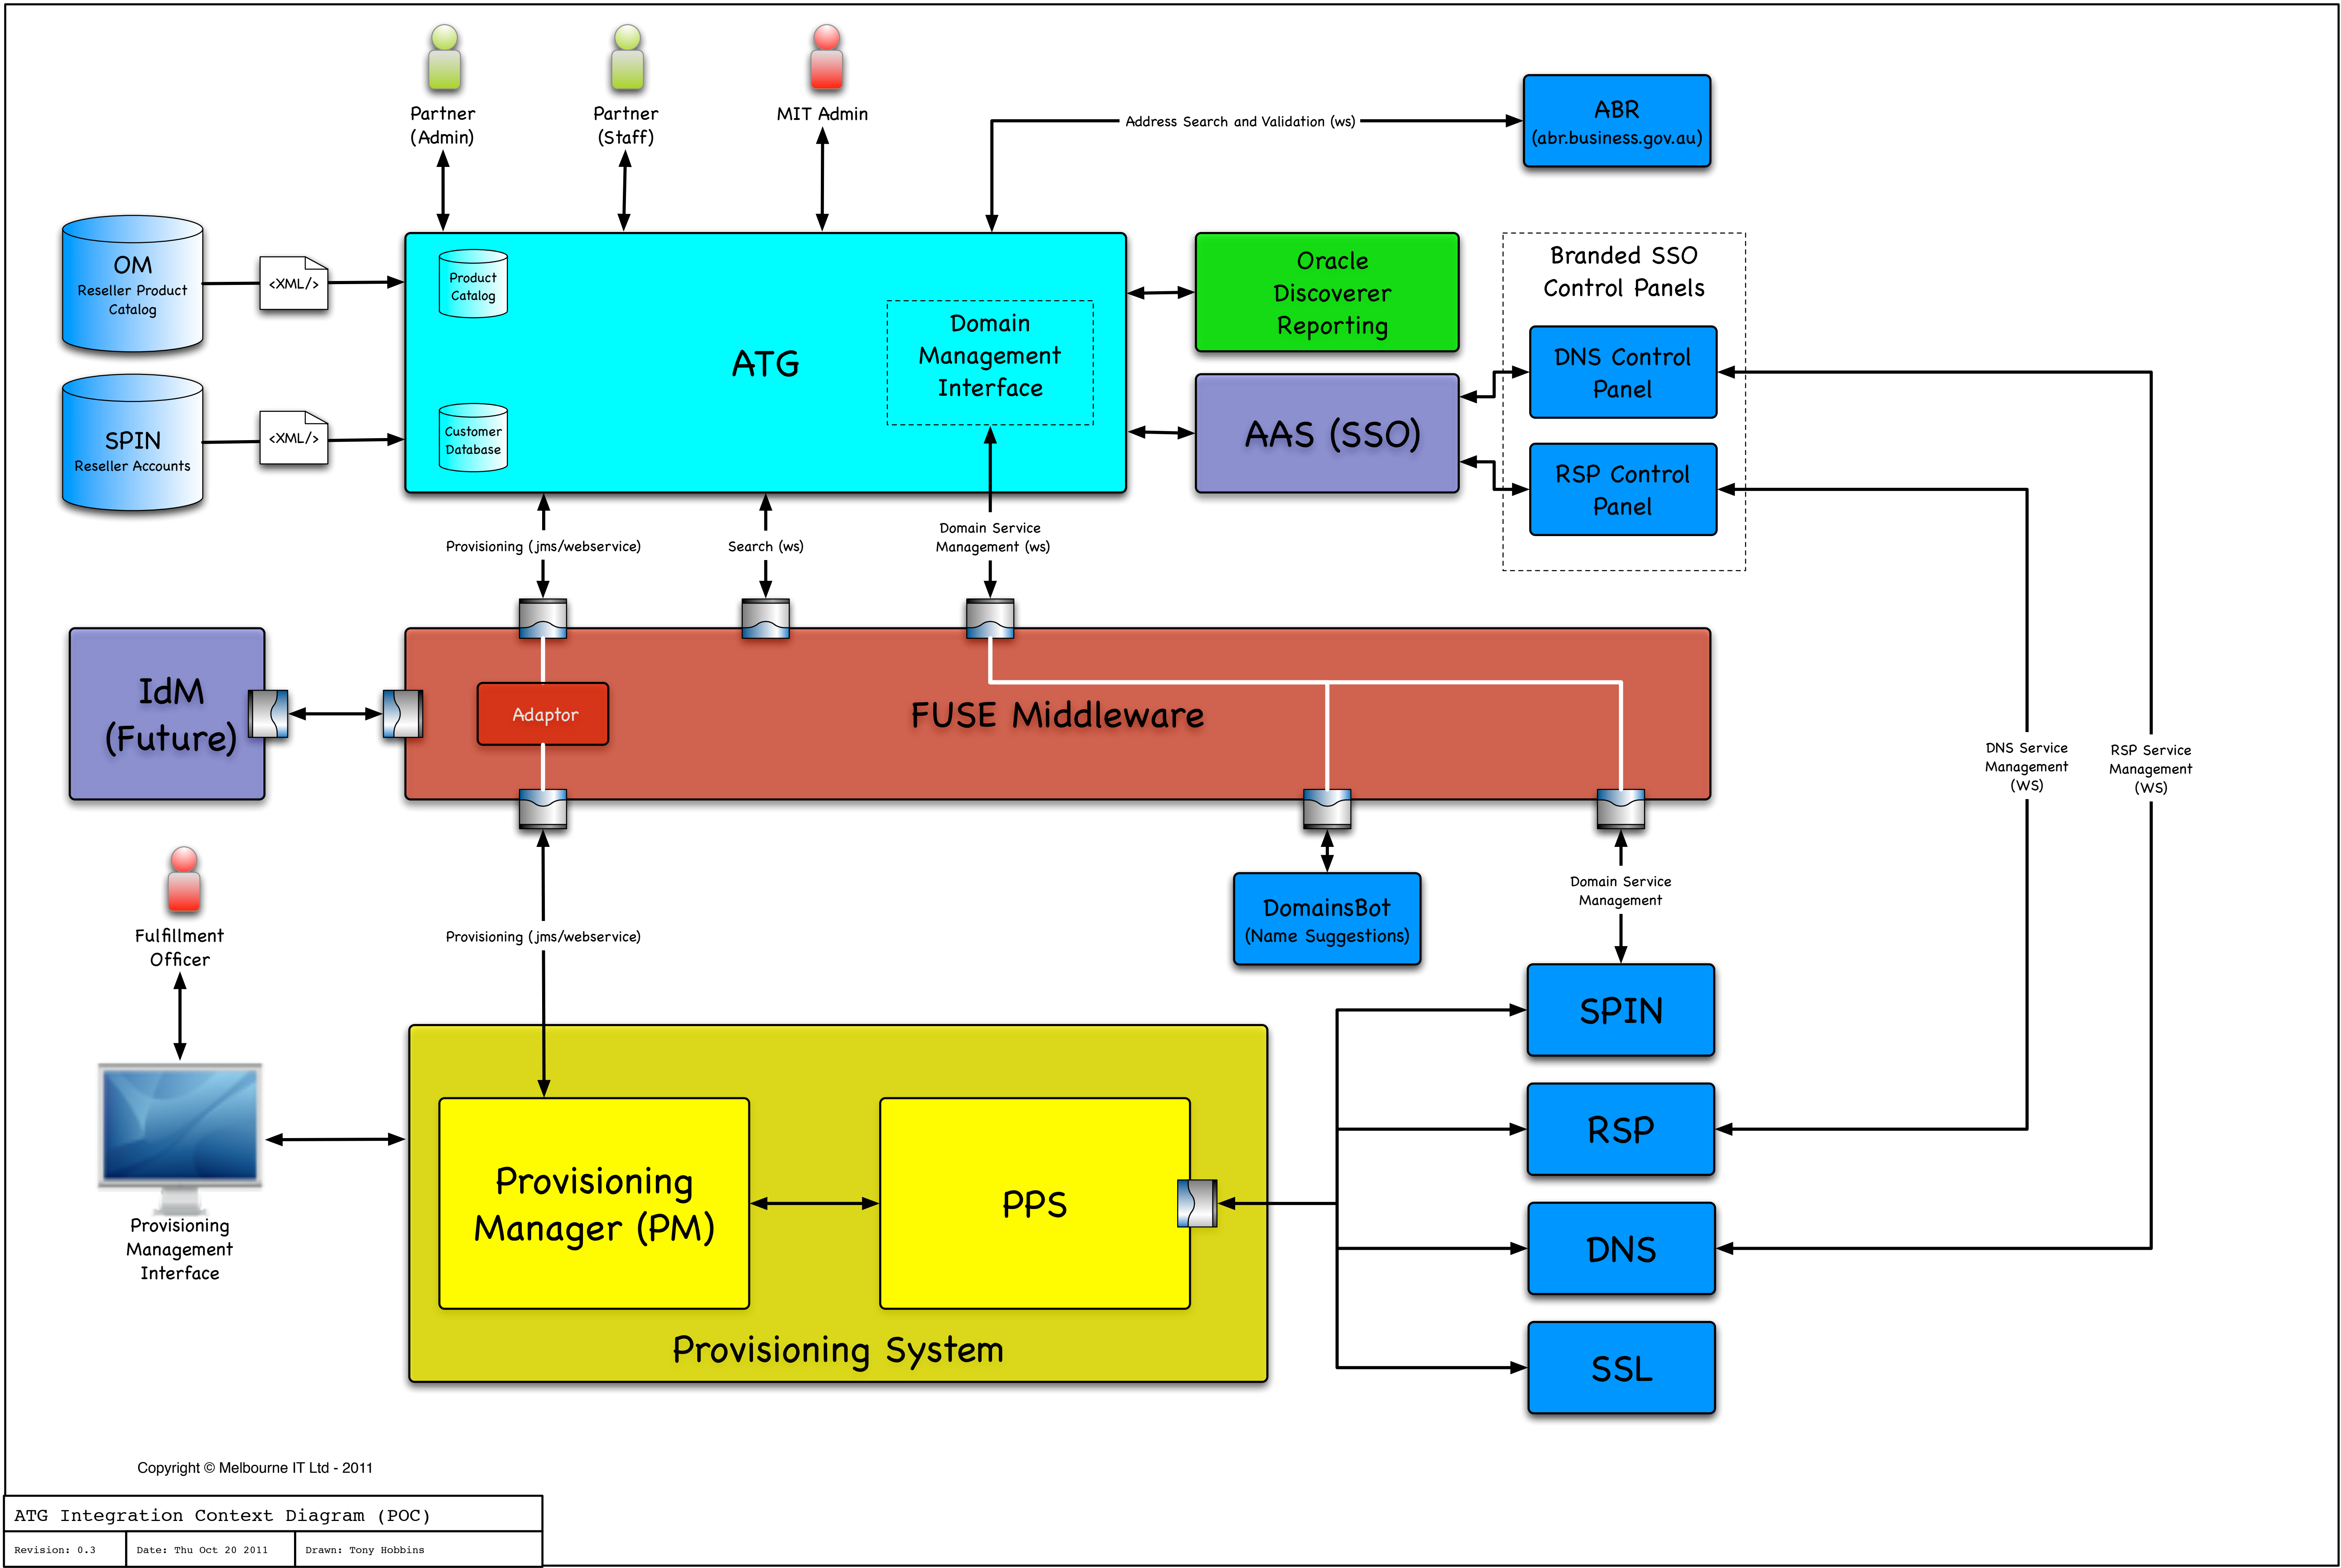 Partner
(Admin)
Partner
(Staff)
MIT Admin
Address Search and Validation (ws)
ABR
(abr.business.gov.au)
OM
Reseller Product
Catalog
<XML/>
Product
Catalog
Domain
Management
Interface
ATG
Oracle
Discoverer
Reporting
Branded SSO
Control Panels
DNS Control
Panel
SPIN
Reseller Accounts
<XML/>
Customer
Database
AAS (SSO)
RSP Control
Panel
Provisioning (jms/webservice)
Search (ws)
Domain Service
Management (ws)
IdM
(Future)
Adaptor
FUSE Middleware
DNS Service
Management
(WS)
RSP Service
Management
(WS)
Fulfillment
Officer
Provisioning (jms/webservice)
DomainsBot
(Name Suggestions)
Domain Service
Management
SPIN
RSP
DNS
SSL
Provisioning
Manager (PM)
PPS
Provisioning System
Provisioning
Management
Interface
Copyright © Melbourne IT Ltd - 2011
ATG Integration Context Diagram (POC)
Revision: 0.3
Date: Thu Oct 20 2011
Drawn: Tony Hobbins